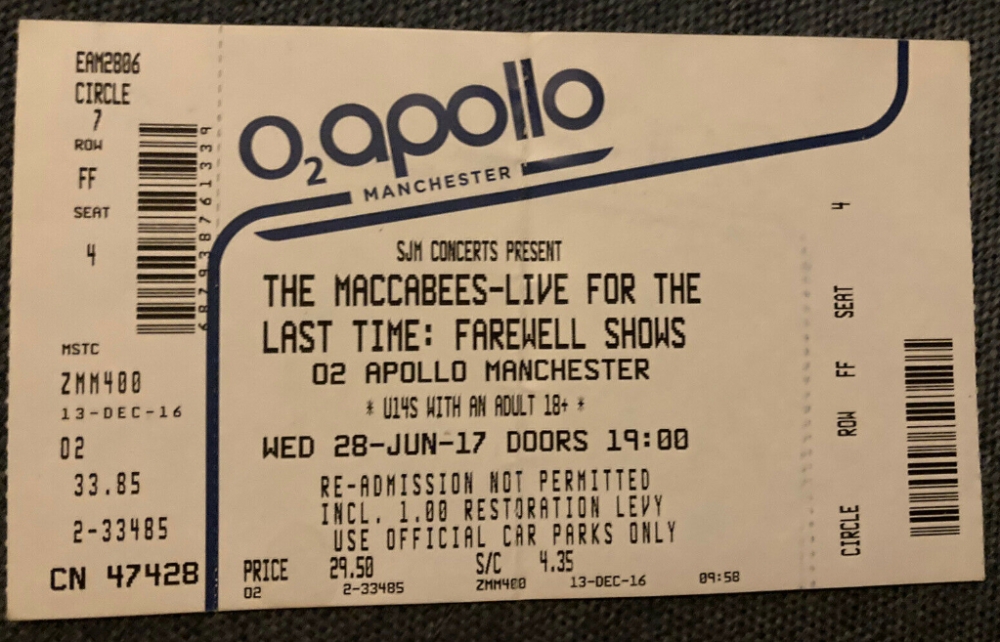 EAM2806
CIRCLE
7
ROW
FF
SEAT
4
MSTC
ZMM400
13-DEC-16
02
33.85
2-33485
CN 47428
O2 apollo
MANCHESTER
SJM CONCERTS PRESENT
THE MACCABEES-LIVE FOR THE
LAST TIME: FAREWELL SHOWS
O2 APOLLO MANCHESTER
* U14S WITH AN ADULT 18+ *
WED 28-JUN-17 DOORS 19:00
RE-ADMISSION NOT PERMITTED
INCL. 1.00 RESTORATION LEVY
USE OFFICIAL CAR PARKS ONLY
PRICE 29.50 S/C 4.35
02 2-33485 ZMM400 13-DEC-16 09:58
CIRCLE ROW FF SEAT 4